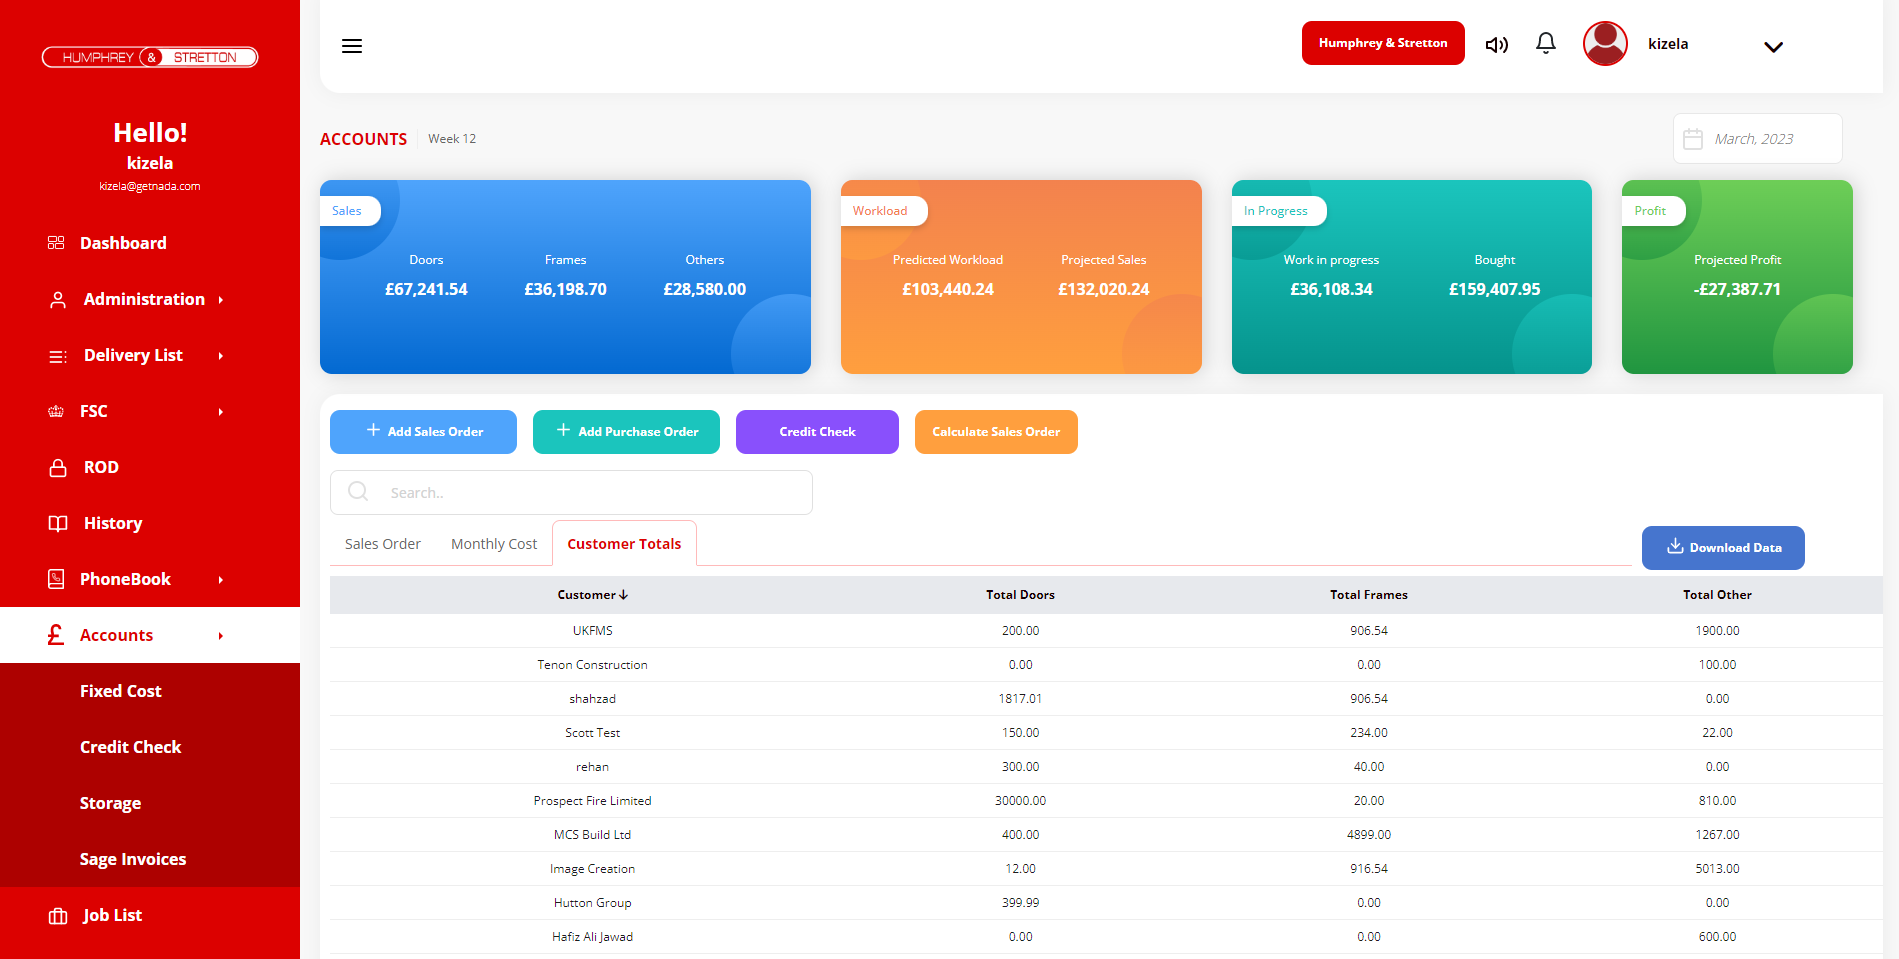 HUMPHREY & STRETTON
Hello!
kizela
kizela@getnada.com
Dashboard
Administration
Delivery List
FSC
ROD
History
PhoneBook
Accounts
Fixed Cost
Credit Check
Storage
Sage Invoices
Job List
Humphrey & Stretton kizela
ACCOUNTS Week 12 March, 2023
Sales
Doors Frames Others
£67,241.54 £36,198.70 £28,580.00
Workload
Predicted Workload Projected Sales
£103,440.24 £132,020.24
In Progress
Work in progress Bought
£36,108.34 £159,407.95
Profit
Projected Profit
-£27,387.71
Add Sales Order Add Purchase Order Credit Check Calculate Sales Order
Search..
Sales Order Monthly Cost Customer Totals Download Data
Customer Total Doors Total Frames Total Other
UKFMS 200.00 906.54 1900.00
Tenon Construction 0.00 0.00 100.00
shahzad 1817.01 906.54 0.00
Scott Test 150.00 234.00 22.00
rehan 300.00 40.00 0.00
Prospect Fire Limited 30000.00 20.00 810.00
MCS Build Ltd 400.00 4899.00 1267.00
Image Creation 12.00 916.54 5013.00
Hutton Group 399.99 0.00 0.00
Hafiz Ali Jawad 0.00 0.00 600.00